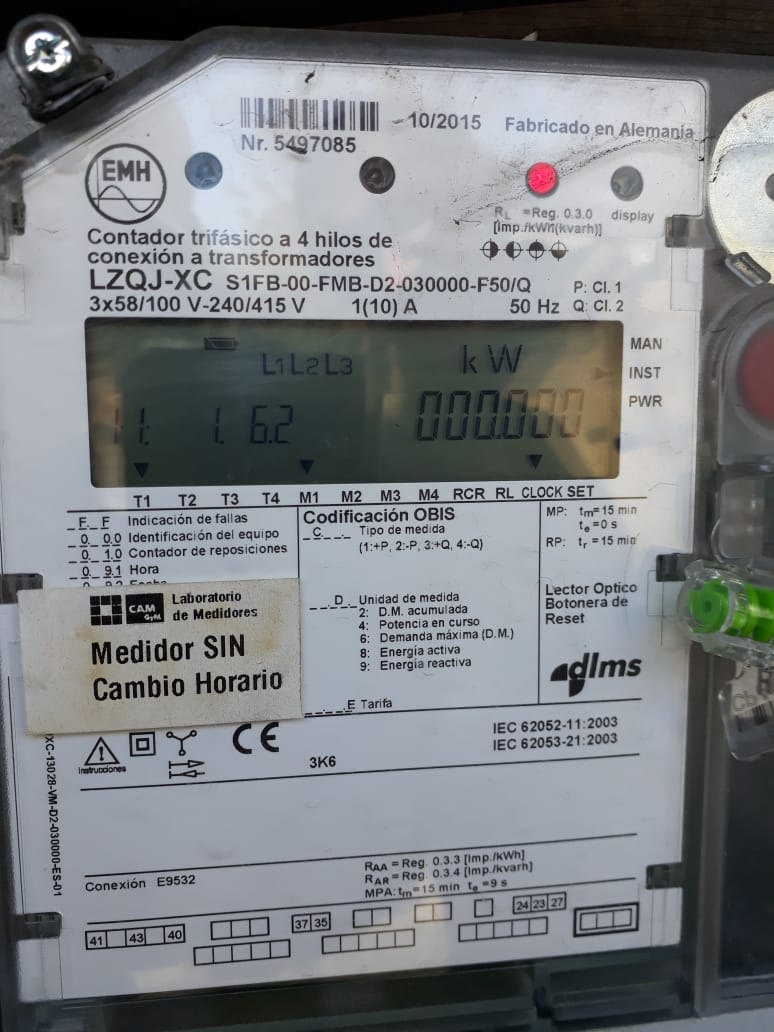 10/2015 Fabricado en Alemania
Nr. 5497085
EMH
RL =Reg. 0.3.0 display
[Imp./kWh(kvarh)]
Contador trifásico a 4 hilos de
conexión a transformadores
LZQJ-XC S1FB-00-FMB-D2-030000-F50/Q P: Cl. 1
3x58/100 V-240/415 V 1(10) A 50 Hz Q: Cl. 2
L1 L2 L3 kW
MAN
INST
PWR
1.6.2 000.000
T1 T2 T3 T4 M1 M2 M3 M4 RCR RL CLOCK SET
F. F Indicación de fallas
0. 0.0 Identificación del equipo
0. 1.0 Contador de reposiciones
0. 9.1 Hora
Codificación OBIS
C Tipo de medida
(1:+P, 2:-P, 3:+Q, 4:-Q)
D Unidad de medida
2: D.M. acumulada
4: Potencia en curso
6: Demanda máxima (D.M.)
8: Energía activa
9: Energía reactiva
E Tarifa
MP: tm=15 min
te=0 s
RP: tr=15 min
Lector Optico
Botonera de
Reset
dlms
CAM
GyM
Laboratorio
de Medidores
Medidor SIN
Cambio Horario
Instrucciones
CE
3K6
IEC 62052-11:2003
IEC 62053-21:2003
XC-13028-VM-D2-030000-ES-01
Conexión E9532
RAA = Reg. 0.3.3 [Imp./kWh]
RAR = Reg. 0.3.4 [Imp./kvarh]
MPA: tm=15 min te=9 s
41 43 40 37 35 24 23 27